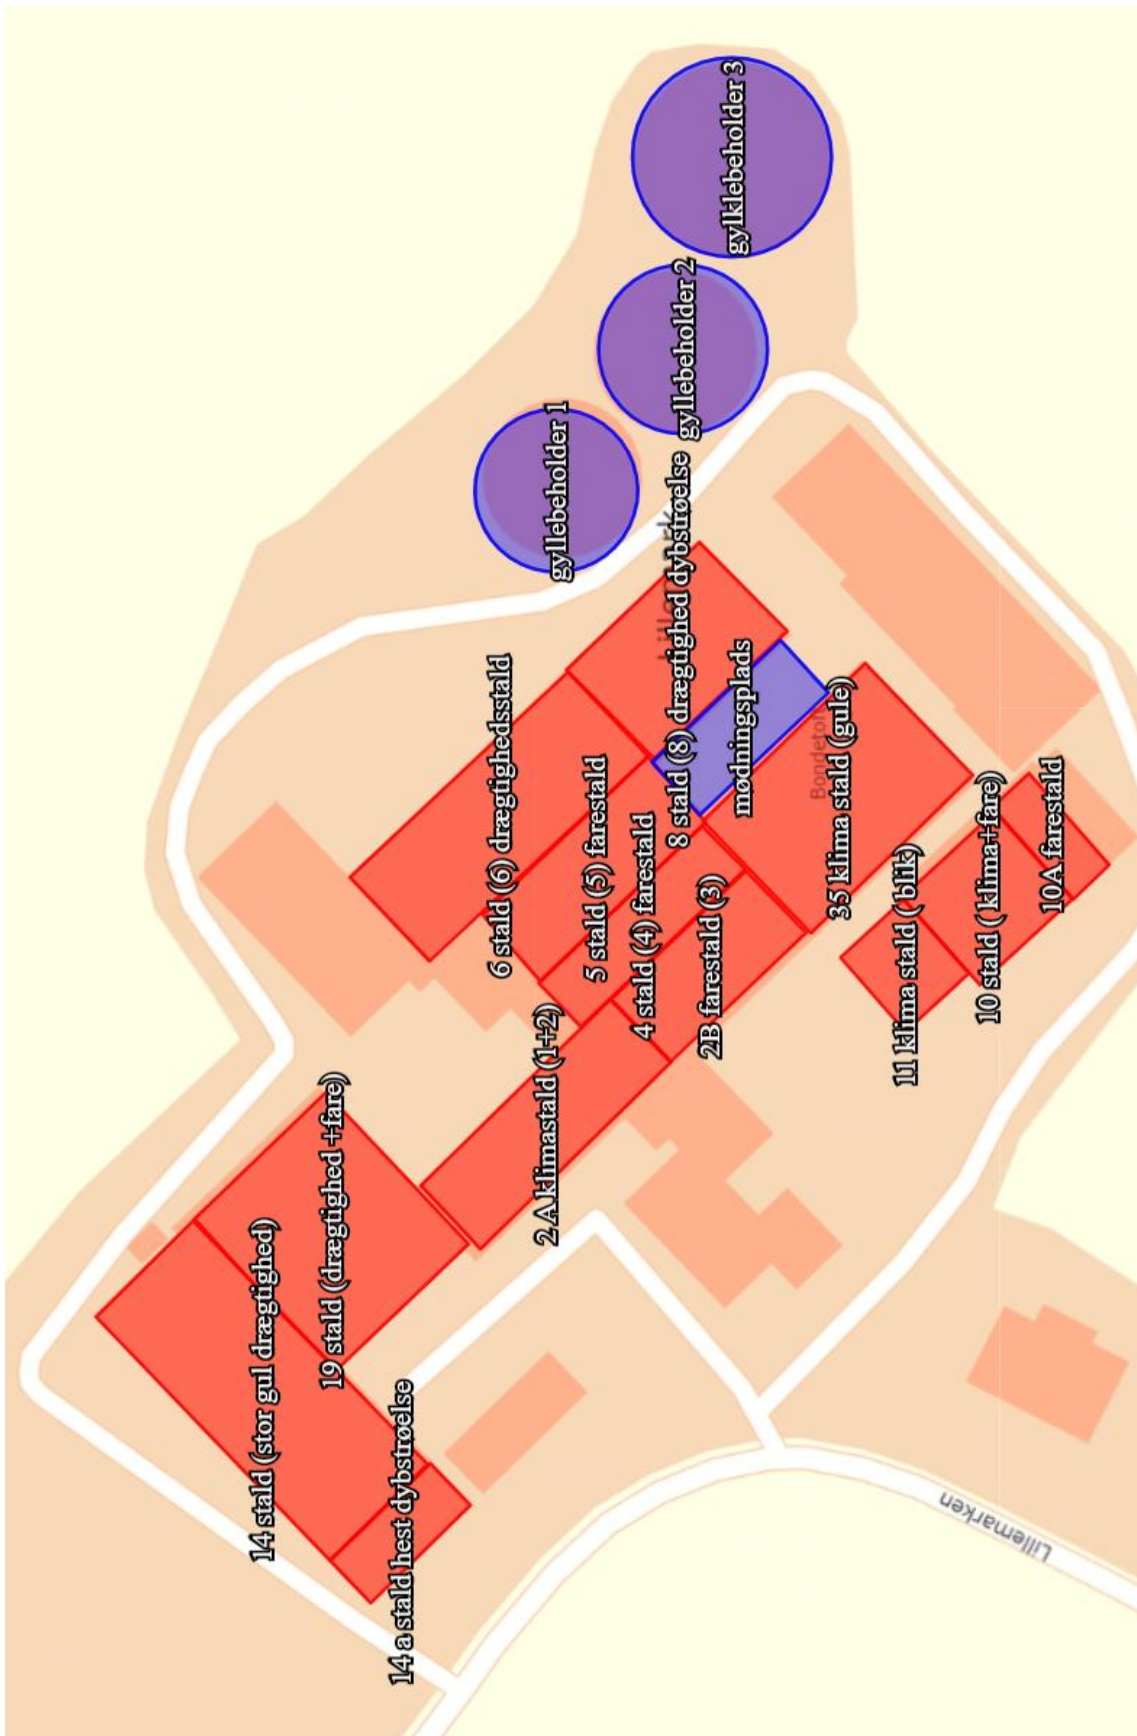 14 stald (stor gul drægtighed)
19 stald (drægtighed +fare)
14 a stald hest dybstrøelse
6 stald (6) drægtighedsstald
2 A klimastald (1+2)
gyllebeholder 1
5 stald (5) farestald
4 stald (4) farestald
8 stald (8) drægtighed dybstrøelse
gyllebeholder 2
2B farestald (3)
mødningsplads
gylklebeholder 3
35 klima stald (gule)
11 klima stald ( blik)
10 stald ( klima+fare)
10A farestald
Lillemarken